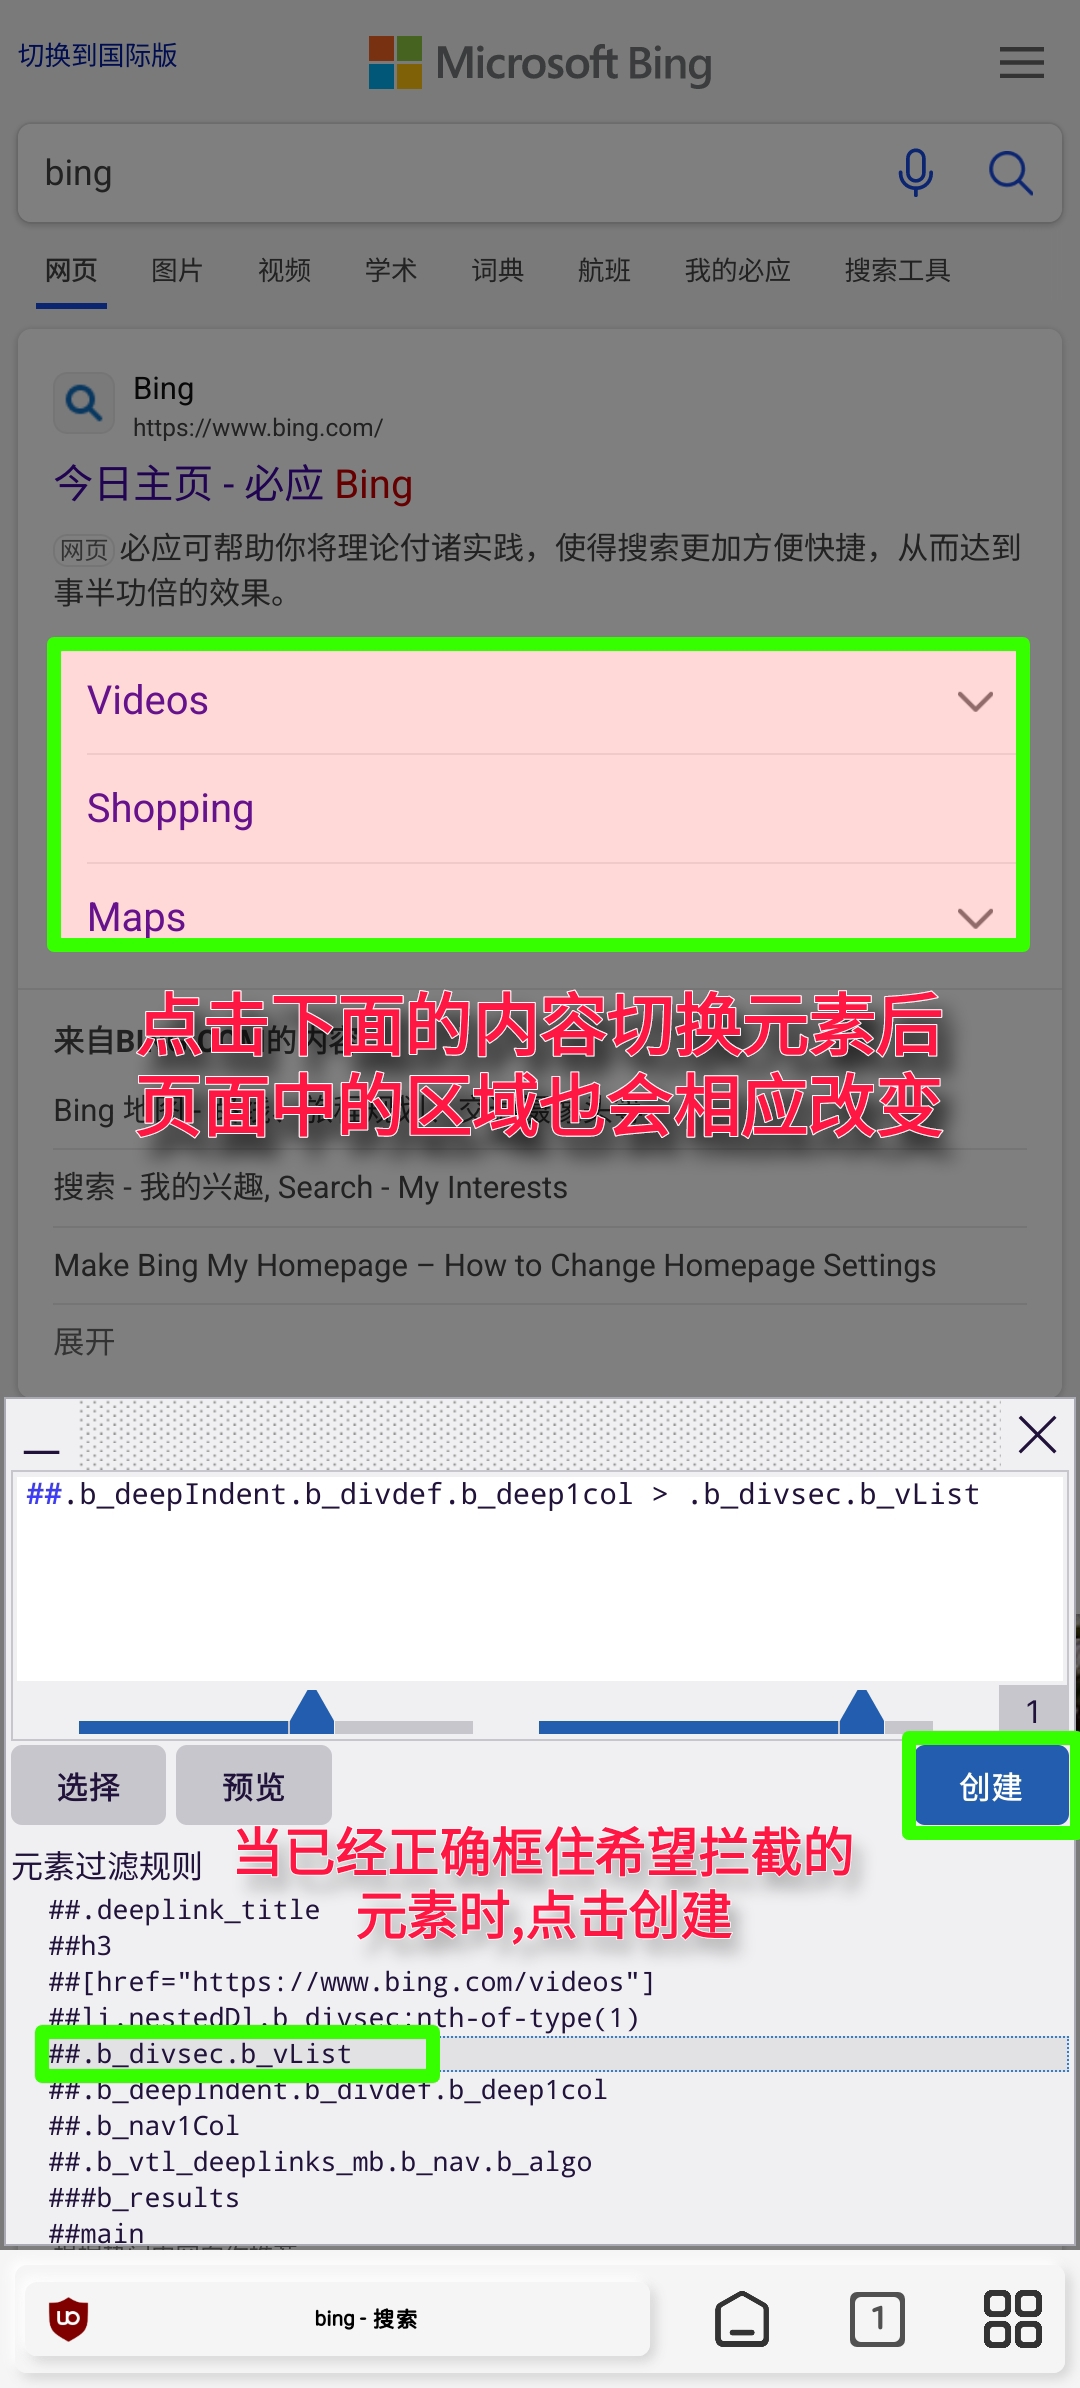 切换到国际版
Microsoft Bing
bing
网页 图片 视频 学术 词典 航班 我的必应 搜索工具
Bing
https://www.bing.com/
今日主页 - 必应 Bing
网页 必应可帮助你将理论付诸实践，使得搜索更加方便快捷，从而达到
事半功倍的效果。
Videos
Shopping
Maps
点击下面的内容切换元素后
来自B 的内容
页面中的区域也会相应改变
Bing
搜索 - 我的兴趣, Search - My Interests
Make Bing My Homepage – How to Change Homepage Settings
展开
##.b_deepIndent.b_divdef.b_deep1col > .b_divsec.b_vList
1
选择 预览 创建
当已经正确框住希望拦截的
元素过滤规则
元素时,点击创建
##.deeplink_title
##h3
##[href="https://www.bing.com/videos"]
##li.nestedDl.b_divsec:nth-of-type(1)
##.b_divsec.b_vList
##.b_deepIndent.b_divdef.b_deep1col
##.b_nav1Col
##.b_vtl_deeplinks_mb.b_nav.b_algo
###b_results
##main
bing - 搜索
1